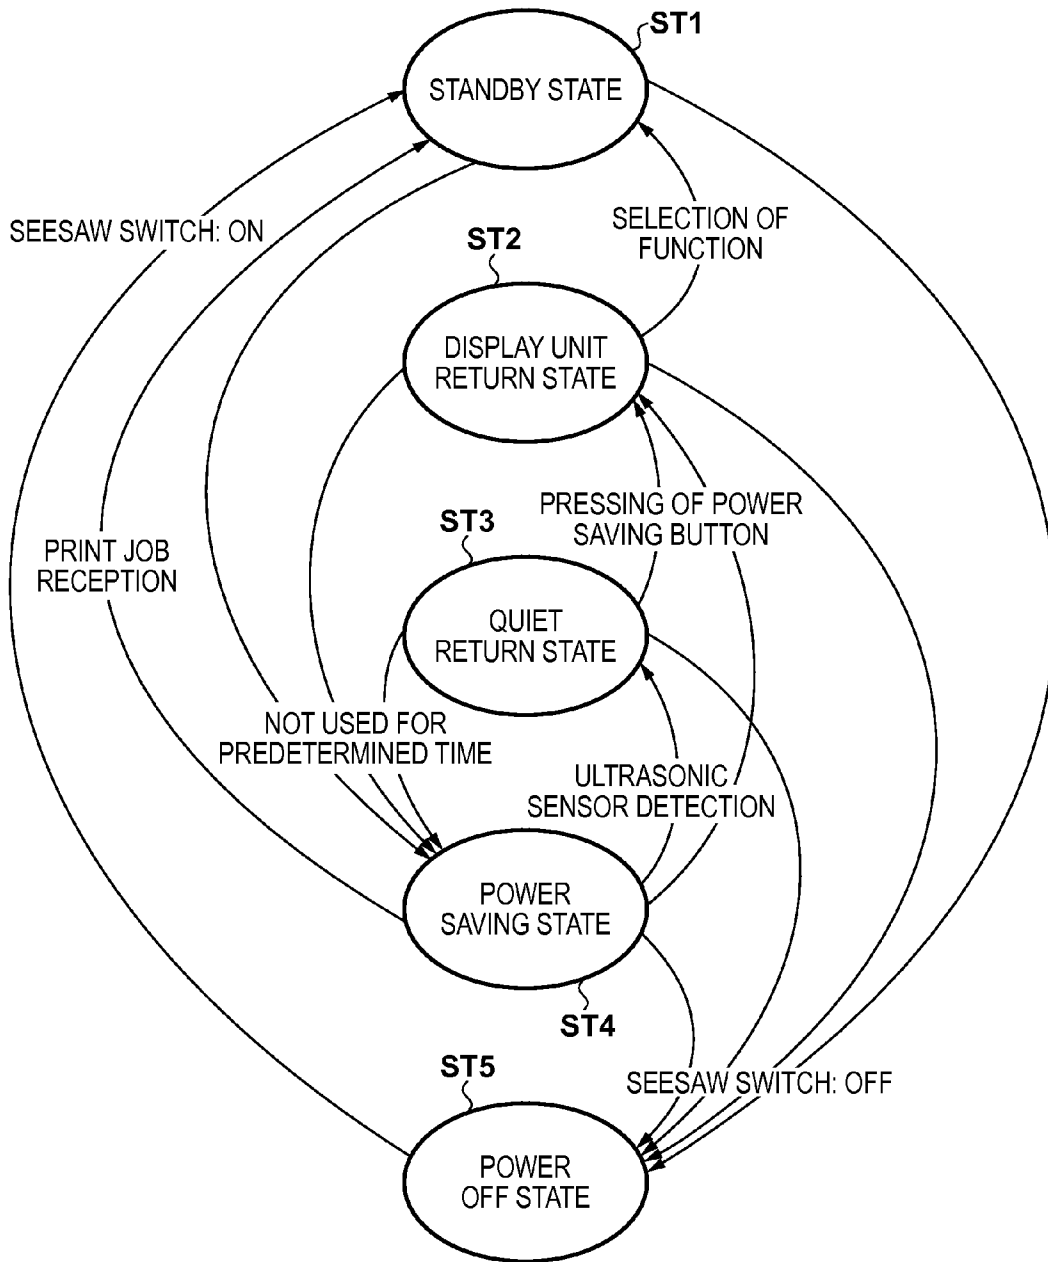 ST1
STANDBY STATE
SEESAW SWITCH: ON
SELECTION OF
FUNCTION
ST2
DISPLAY UNIT
RETURN STATE
PRESSING OF POWER
SAVING BUTTON
ST3
PRINT JOB
RECEPTION
QUIET
RETURN STATE
NOT USED FOR
PREDETERMINED TIME
ULTRASONIC
SENSOR DETECTION
POWER
SAVING STATE
ST4
ST5
SEESAW SWITCH: OFF
POWER
OFF STATE